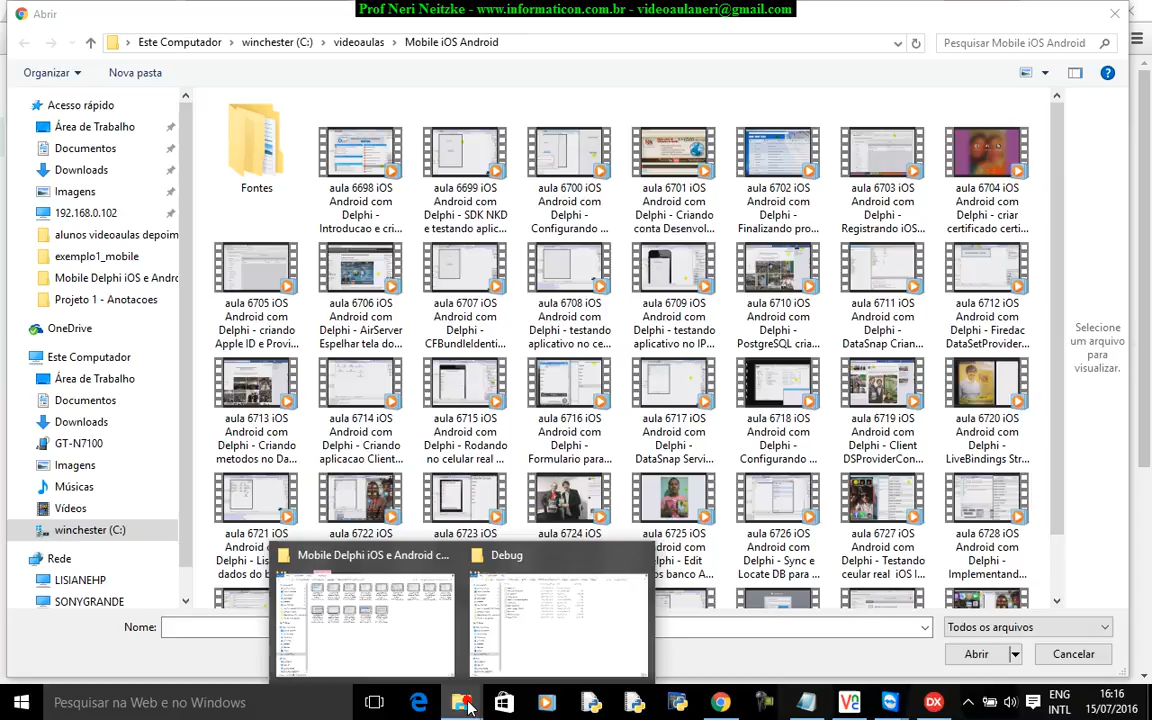 Prof Neri Neitzke - www.informaticon.com.br - videoaulaneri@gmail.com
Abrir
Este Computador
winchester (C:)
videoaulas
Mobile iOS Android
Pesquisar Mobile iOS Android
Organizar
Nova pasta
Acesso rápido
Área de Trabalho
Documentos
Downloads
Imagens
192.168.0.102
alunos videoaulas depoim
exemplo1_mobile
Mobile Delphi iOS e Andro
Projeto 1 - Anotacoes
OneDrive
Este Computador
Área de Trabalho
Documentos
Downloads
GT-N7100
Imagens
Músicas
Vídeos
winchester (C:)
Rede
LISIANEHP
SONYGRANDE
Fontes
aula 6698 iOS
Android com
Delphi -
Introducao e cri...
aula 6699 iOS
Android com
Delphi - SDK NKD
e testando aplic...
aula 6700 iOS
Android com
Delphi -
Configurando ...
aula 6701 iOS
Android com
Delphi - Criando
conta Desenvol...
aula 6702 iOS
Android com
Delphi -
Finalizando pro...
aula 6703 iOS
Android com
Delphi -
Registrando iOS...
aula 6704 iOS
Android com
Delphi - criar
certificado certi...
aula 6705 iOS
Android com
Delphi - criando
Apple ID e Provi...
aula 6706 iOS
Android com
Delphi - AirServer
Espelhar tela do...
aula 6707 iOS
Android com
Delphi -
CFBundleIdenti...
aula 6708 iOS
Android com
Delphi - testando
aplicativo no ce...
aula 6709 iOS
Android com
Delphi - testando
aplicativo no IP...
aula 6710 iOS
Android com
Delphi -
PostgreSQL cria...
aula 6711 iOS
Android com
Delphi -
DataSnap Crian...
aula 6712 iOS
Android com
Delphi - Firedac
DataSetProvider...
aula 6713 iOS
Android com
Delphi - Criando
metodos no Da...
aula 6714 iOS
Android com
Delphi - Criando
aplicacao Client...
aula 6715 iOS
Android com
Delphi - Rodando
no celular real ...
aula 6716 iOS
Android com
Delphi -
Formulario para...
aula 6717 iOS
Android com
Delphi -
DataSnap Servi...
aula 6718 iOS
Android com
Delphi -
Configurando ...
aula 6719 iOS
Android com
Delphi - Client
DSProviderCon...
aula 6720 iOS
Android com
Delphi -
LiveBindings Str...
aula 6721 iOS
Android com
Delphi - Lis
dados do b
aula 6722 iOS
aula 6723 iOS
aula 6724 iOS
aula 6725 iOS
Android com
Delphi - Edit
os banco A...
aula 6726 iOS
Android com
Delphi - Sync e
Locate DB para ...
aula 6727 iOS
Android com
Delphi - Testando
ceular real iOS I...
aula 6728 iOS
Android com
Delphi -
Implementand...
Selecione
um arquivo
para
visualizar.
Mobile Delphi iOS e Android c...
Debug
Nome:
Todos os arquivos
Abrir
Cancelar
Pesquisar na Web e no Windows
ENG
INTL
16:16
15/07/2016